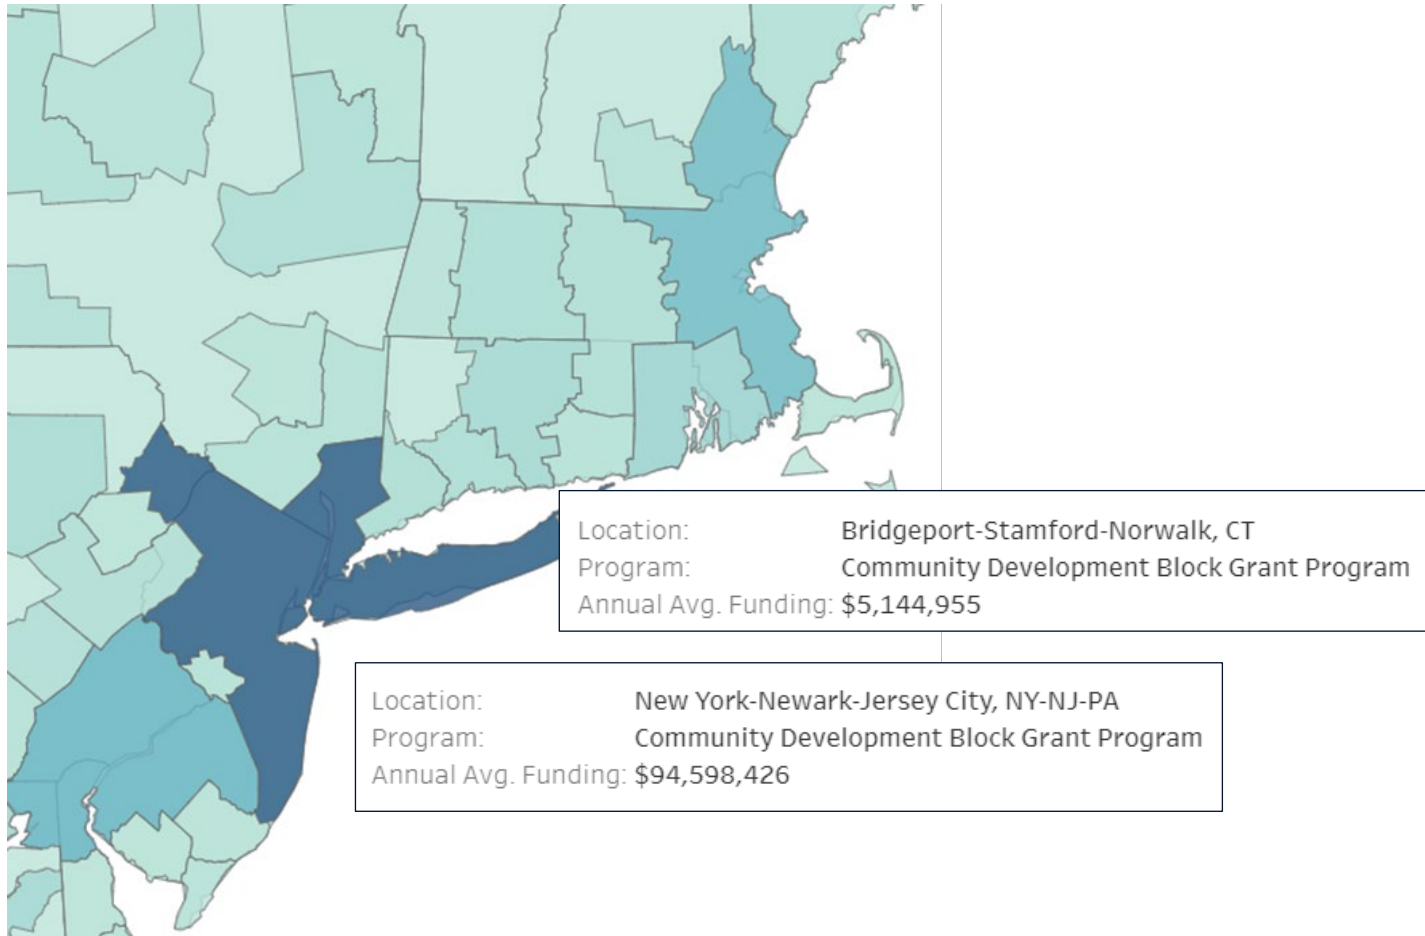 Location: Bridgeport-Stamford-Norwalk, CT
Program: Community Development Block Grant Program
Annual Avg. Funding: $5,144,955
Location: New York-Newark-Jersey City, NY-NJ-PA
Program: Community Development Block Grant Program
Annual Avg. Funding: $94,598,426